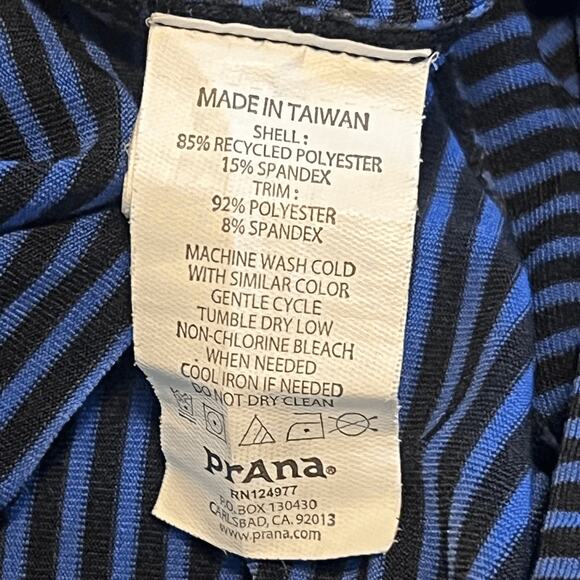 MADE IN TAIWAN
SHELL:
85% RECYCLED POLYESTER
15% SPANDEX
TRIM:
92% POLYESTER
8% SPANDEX
MACHINE WASH COLD
WITH SIMILAR COLOR
GENTLE CYCLE
TUMBLE DRY LOW
NON-CHLORINE BLEACH
WHEN NEEDED
COOL IRON IF NEEDED
DO NOT DRY CLEAN
prAna®
RN124977
P.O.BOX 130430
CARLSBAD, CA. 92013
www.prana.com